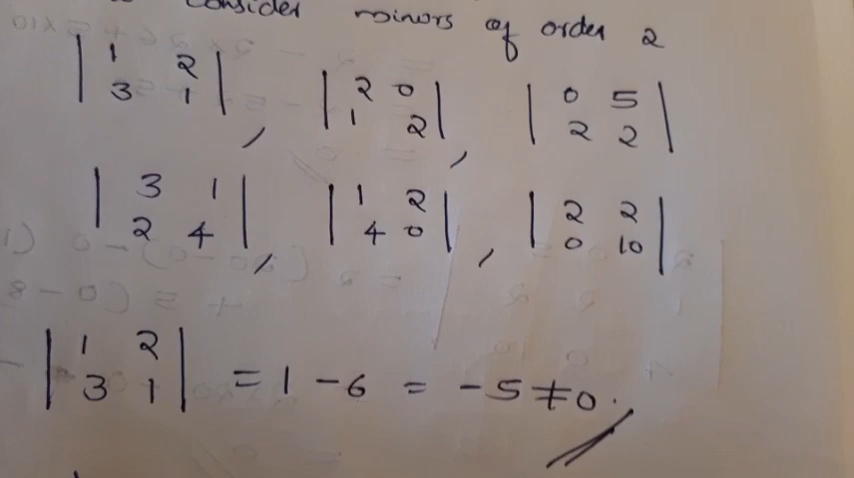 consider minors of order 2
| 1 2 | , | 2 0 | , | 0 5 |
| 3 1 | | 1 2 | | 2 2 |
| 3 1 | , | 1 2 | , | 2 2 |
| 2 4 | | 4 0 | | 0 10 |
| 1 2 |
| 3 1 | = 1 - 6 = -5 ≠ 0.